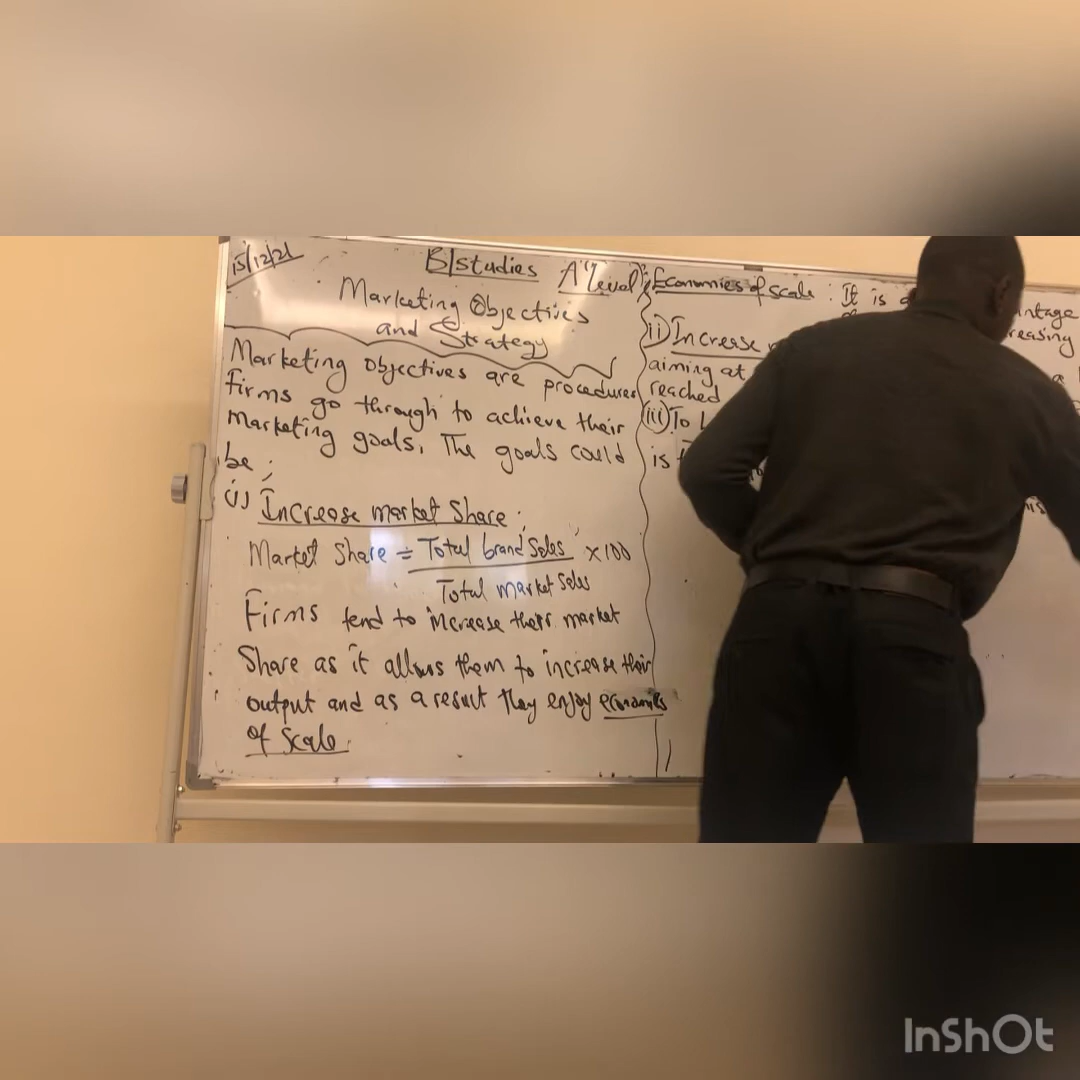 15/12/21
B/studies A'level
Marketing Objectives
and Strategy
Marketing objectives are procedures
firms go through to achieve their
marketing goals. The goals could
be ;
(i) Increase market share :
Market Share = Total brand Sales x100
Total market sales
Firms tend to increase their market
Share as it allows them to increase their
output and as a result they enjoy economies
of scale.
Economies of scale : It is
ntage
reasing
ii) Increase
aiming at
reached
(iii) To
is
InShOt